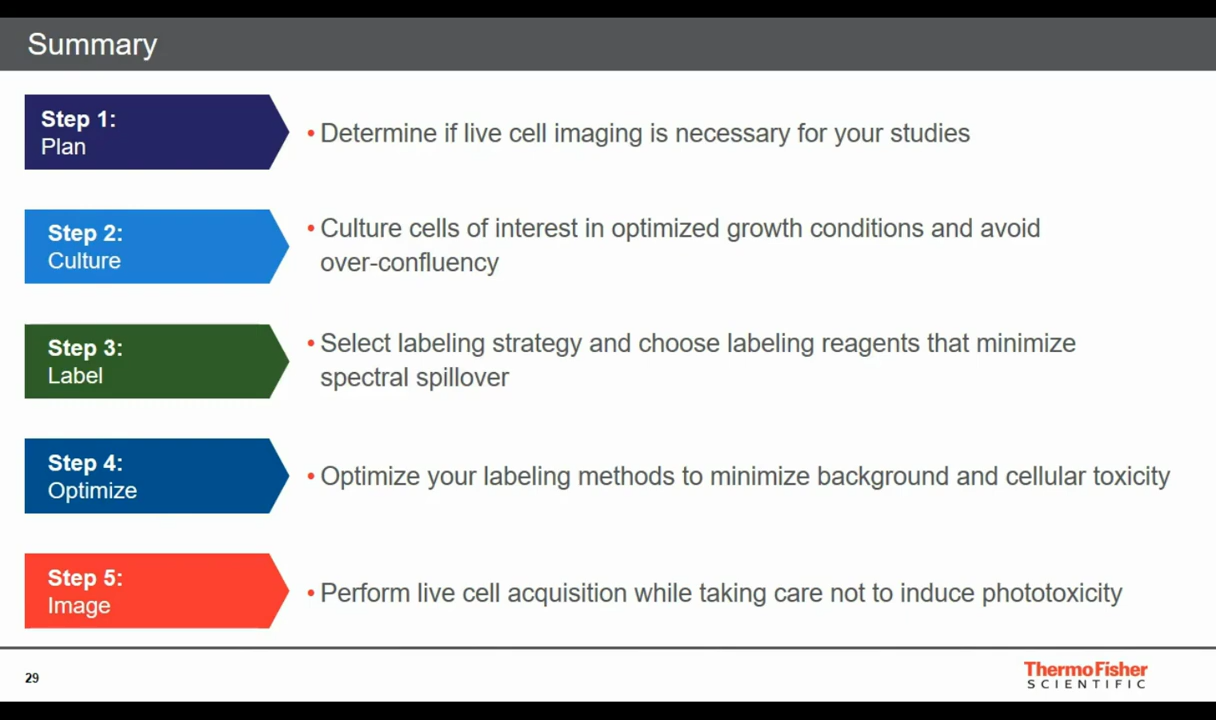 Summary
Step 1:
Plan
• Determine if live cell imaging is necessary for your studies
Step 2:
Culture
• Culture cells of interest in optimized growth conditions and avoid
over-confluency
Step 3:
Label
• Select labeling strategy and choose labeling reagents that minimize
spectral spillover
Step 4:
Optimize
• Optimize your labeling methods to minimize background and cellular toxicity
Step 5:
Image
• Perform live cell acquisition while taking care not to induce phototoxicity
29
ThermoFisher
SCIENTIFIC